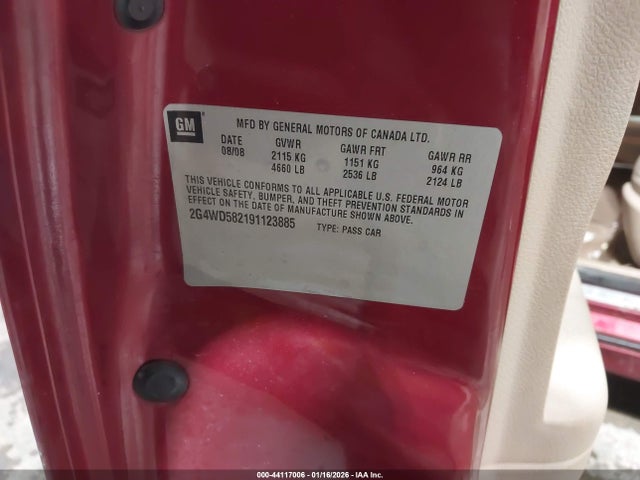 GM
MFD BY GENERAL MOTORS OF CANADA LTD.
DATE GVWR GAWR FRT GAWR RR
08/08 2115 KG 1151 KG 964 KG
4660 LB 2536 LB 2124 LB
THIS VEHICLE CONFORMS TO ALL APPLICABLE U.S. FEDERAL MOTOR
VEHICLE SAFETY, BUMPER, AND THEFT PREVENTION STANDARDS IN
EFFECT ON THE DATE OF MANUFACTURE SHOWN ABOVE.
2G4WD582191123885 TYPE: PASS CAR
000-44117006 - 01/16/2026 - IAA Inc.